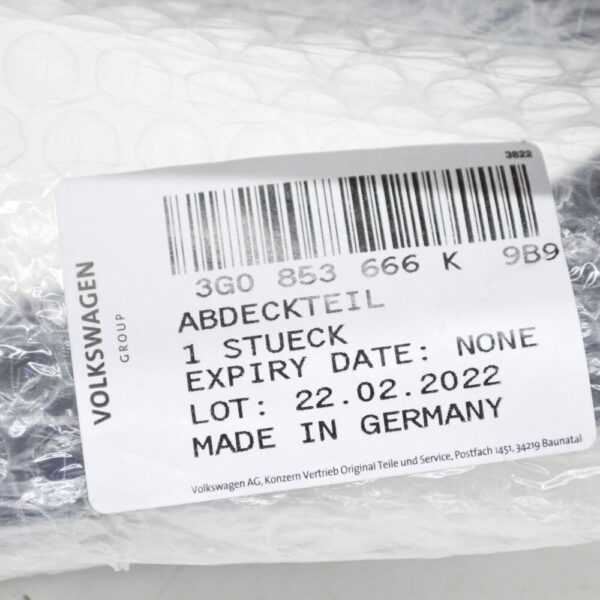 3822
3G0 853 666 K 9B9
ABDECKTEIL
1 STUECK
EXPIRY DATE: NONE
LOT: 22.02.2022
MADE IN GERMANY
VOLKSWAGEN
GROUP
Volkswagen AG, Konzern Vertrieb Original Teile und Service, Postfach 1451, 34219 Baunatal